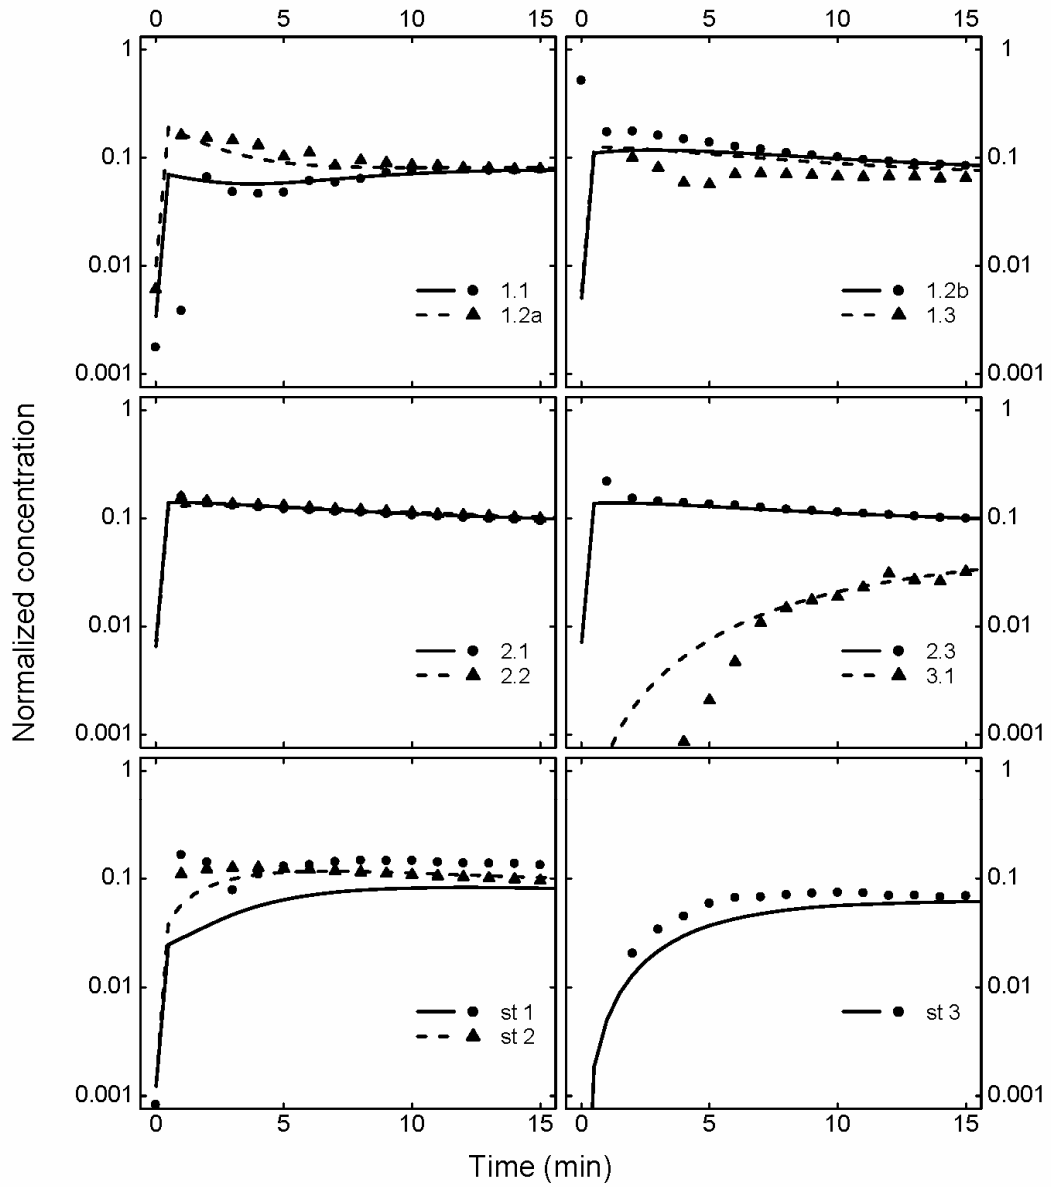 0 5 10 15 0 5 10 15
1 1
0.1 0.1
0.01 0.01
1.1 1.2b
1.2a 1.3
0.001 0.001
1 1
0.1 0.1
Normalized concentration
0.01 0.01
2.1 2.3
2.2 3.1
0.001 0.001
1 1
0.1 0.1
0.01 0.01
st 1 st 3
st 2
0.001 0.001
0 5 10 15 0 5 10 15
Time (min)